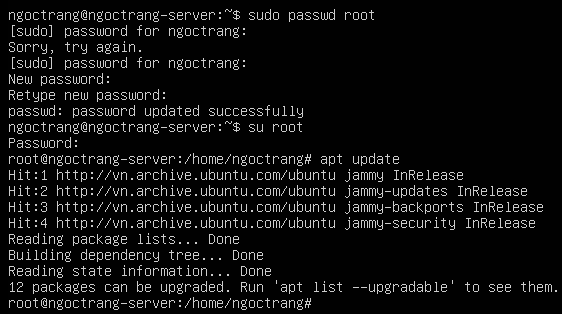 ngoctrang@ngoctrang-server:~$ sudo passwd root
[sudo] password for ngoctrang:
Sorry, try again.
[sudo] password for ngoctrang:
New password:
Retype new password:
passwd: password updated successfully
ngoctrang@ngoctrang-server:~$ su root
Password:
root@ngoctrang-server:/home/ngoctrang# apt update
Hit:1 http://vn.archive.ubuntu.com/ubuntu jammy InRelease
Hit:2 http://vn.archive.ubuntu.com/ubuntu jammy-updates InRelease
Hit:3 http://vn.archive.ubuntu.com/ubuntu jammy-backports InRelease
Hit:4 http://vn.archive.ubuntu.com/ubuntu jammy-security InRelease
Reading package lists... Done
Building dependency tree... Done
Reading state information... Done
12 packages can be upgraded. Run 'apt list --upgradable' to see them.
root@ngoctrang-server:/home/ngoctrang#